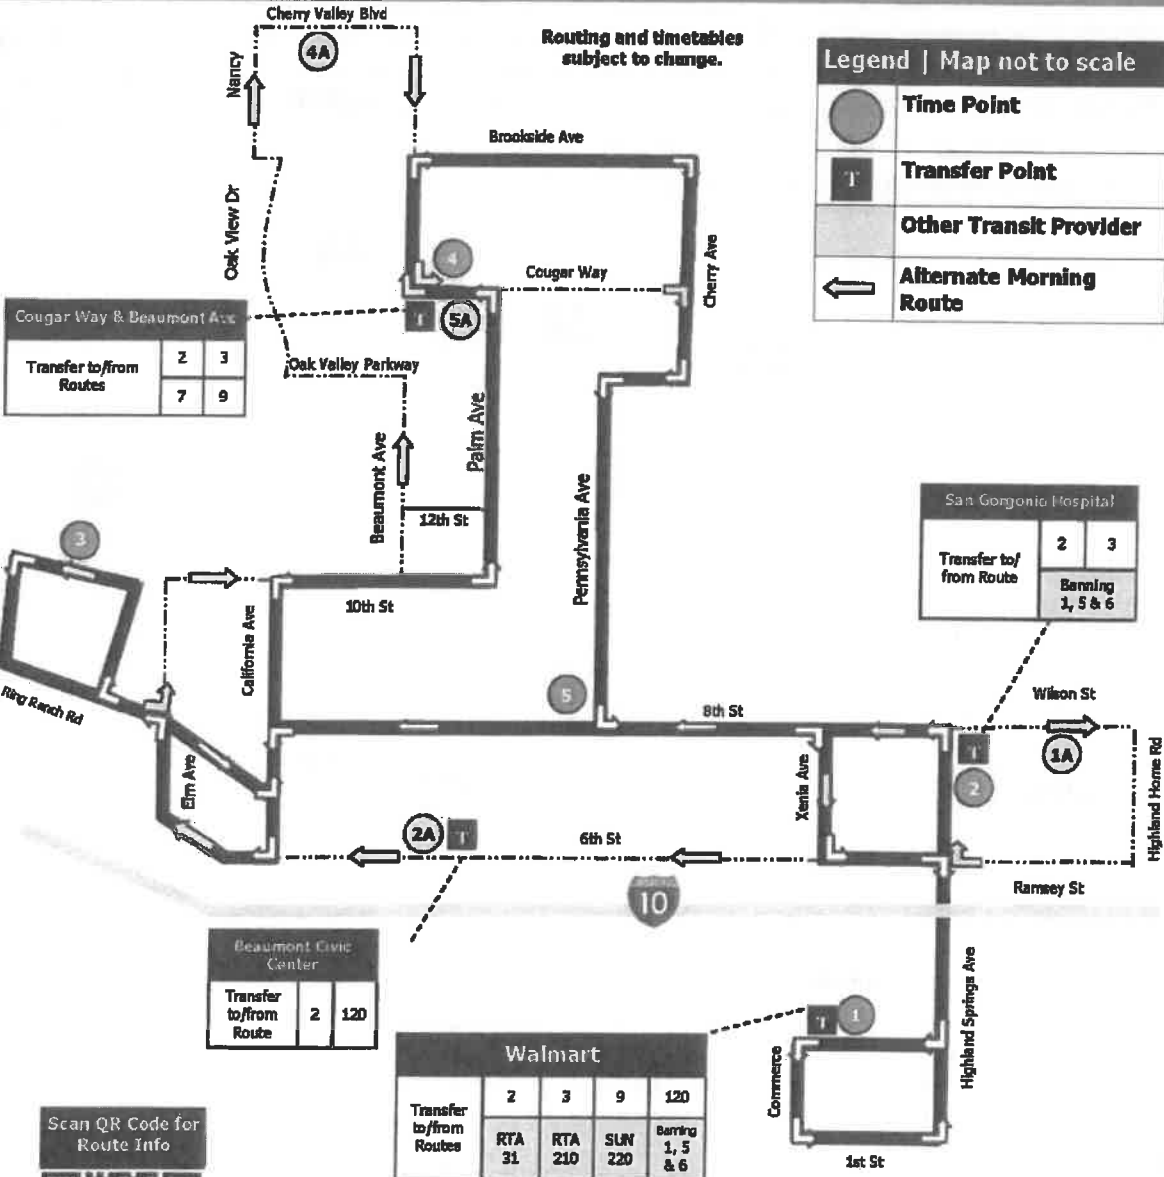 Cherry Valley Blvd
4A
Nancy
Routing and timetables
subject to change.
Legend | Map not to scale
Time Point
T
Transfer Point
Other Transit Provider
Alternate Morning
Route
Brookside Ave
Oak View Dr
4
Cougar Way
Cherry Ave
Cougar Way & Beaumont Ave
Transfer to/from
Routes
2 3
7 9
T
5A
Oak Valley Parkway
Palm Ave
Beaumont Ave
12th St
Pennsylvania Ave
San Gorgonio Hospital
Transfer to/
from Route
2 3
Banning
1, 5 & 6
3
10th St
California Ave
Ring Ranch Rd
5
8th St
Wilson St
1A
T
2
Highland Home Rd
Elm Ave
Xenia Ave
2A
T
6th St
Ramsey St
10
Beaumont Civic
Center
Transfer
to/from
Route
2 120
Highland Springs Ave
T
1
Walmart
Transfer
to/from
Routes
2 3 9 120
RTA
31
RTA
210
SUN
220
Banning
1, 5
& 6
Commerce
1st St
Scan QR Code for
Route Info